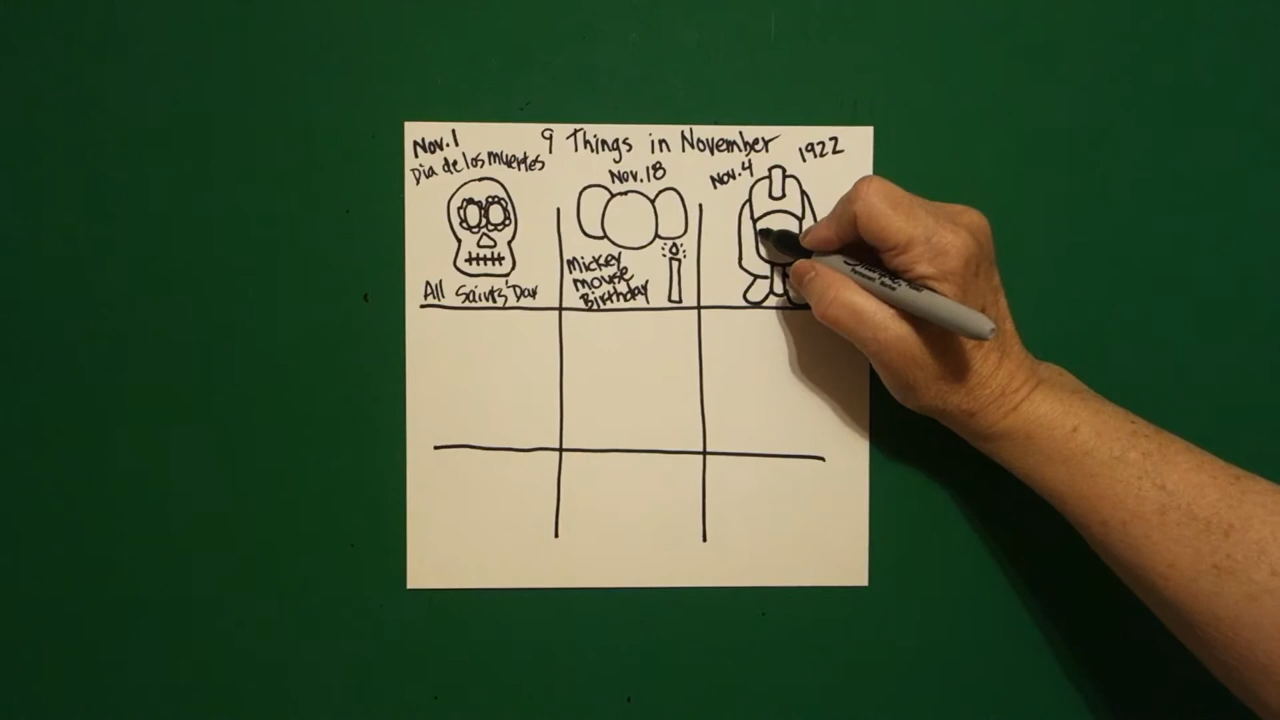 9 Things in November
Nov.1
Dia de los muertes
All Saints' Day
Nov.18
Mickey
Mouse
Birthday
Nov.4
1922
Sharpie